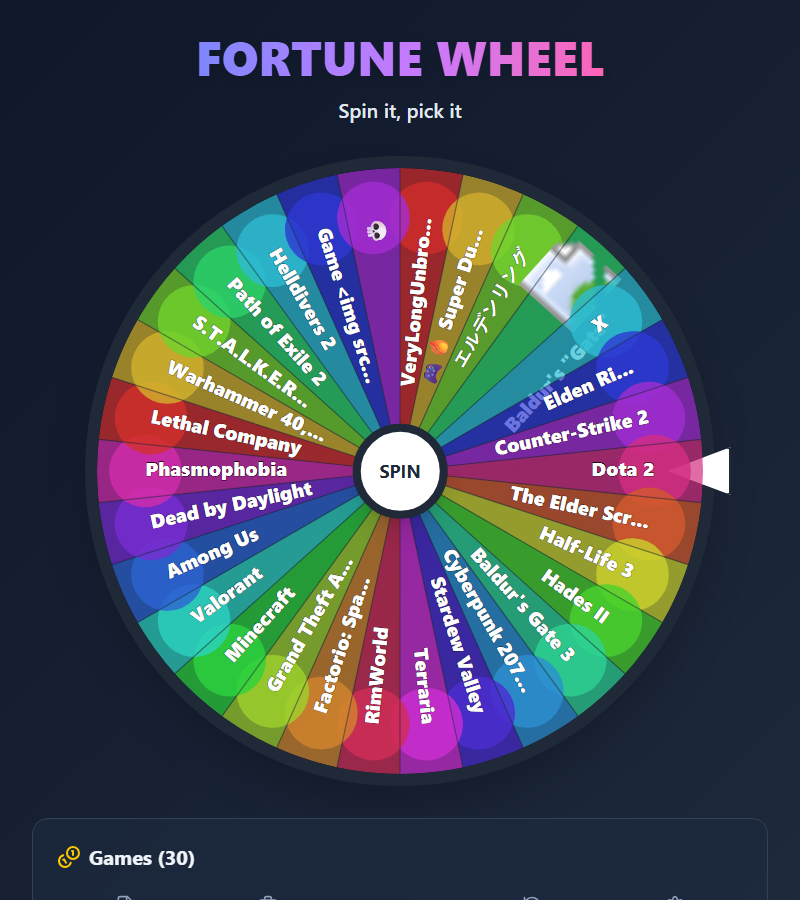 FORTUNE WHEEL
Spin it, pick it
VeryLongUnbro...
🎮🔥 Super Du...
エルデンリング
Baldur's "Gat
X
Elden Ri...
Counter-Strike 2
Dota 2
The Elder Scr...
Half-Life 3
Hades II
Baldur's Gate 3
Cyberpunk 207...
Stardew Valley
Terraria
RimWorld
Factorio: Spa...
Grand Theft A...
Minecraft
Valorant
Among Us
Dead by Daylight
Phasmophobia
Lethal Company
Warhammer 40,...
S.T.A.L.K.E.R...
Path of Exile 2
Helldivers 2
Game <img src...
💀
SPIN
Games (30)